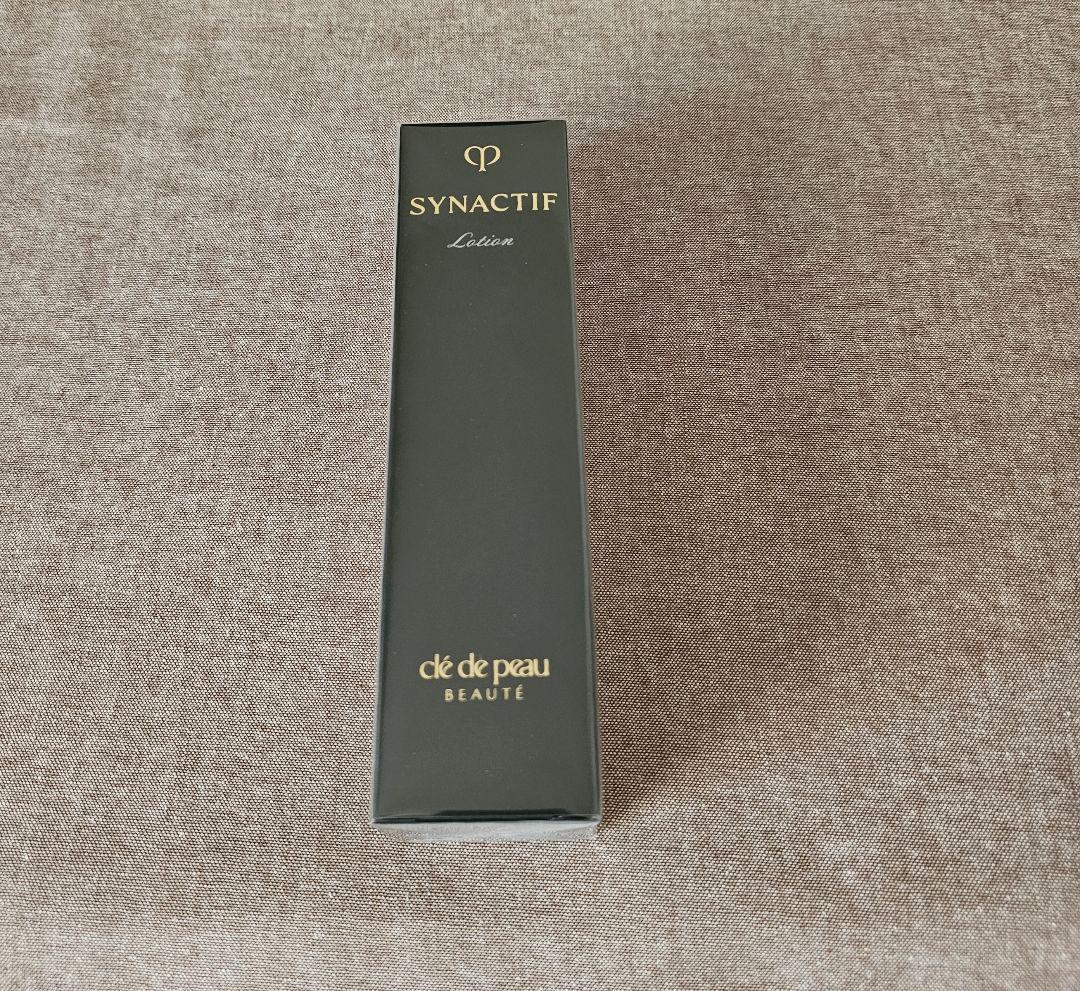 SYNACTIF
Lotion
clé de peau
BEAUTÉ